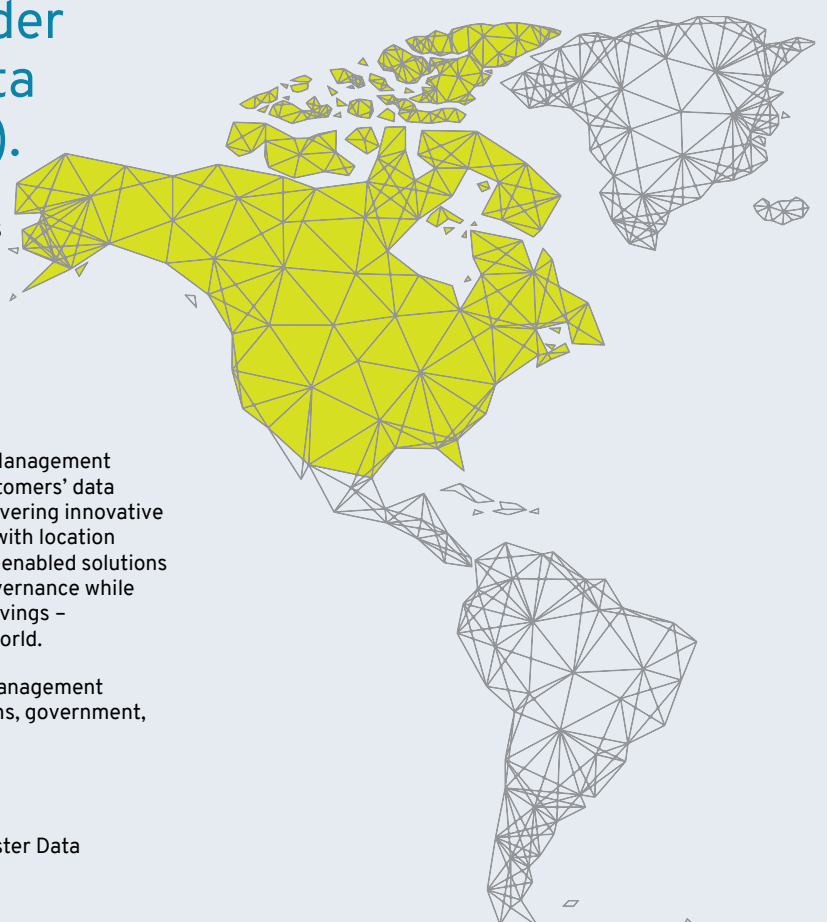 der
ta
).
s
Management
tomers’ data
vering innovative
with location
enabled solutions
vernance while
vings –
orld.
anagement
ns, government,
ster Data